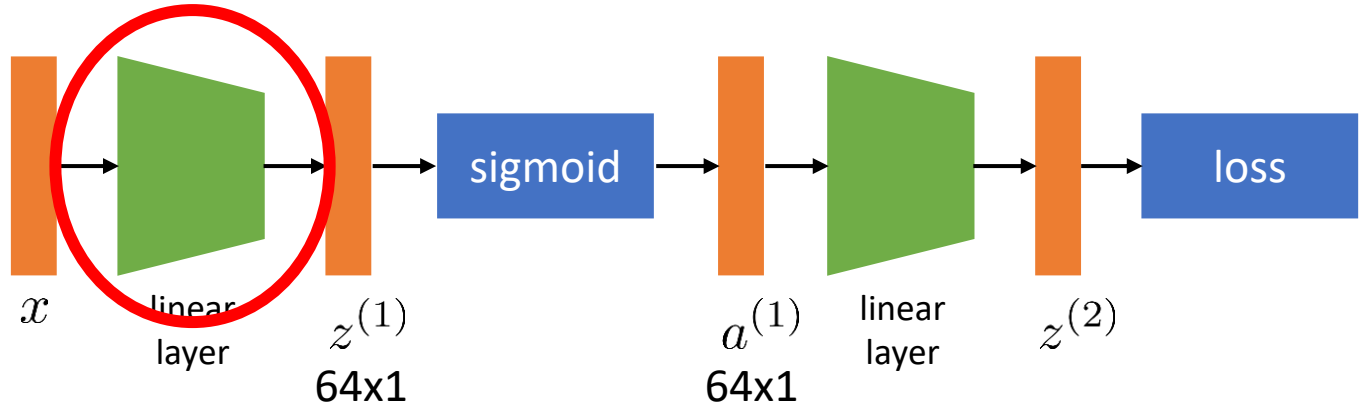 sigmoid
loss
x
linear
layer
z^{(1)}
64x1
a^{(1)}
64x1
linear
layer
z^{(2)}